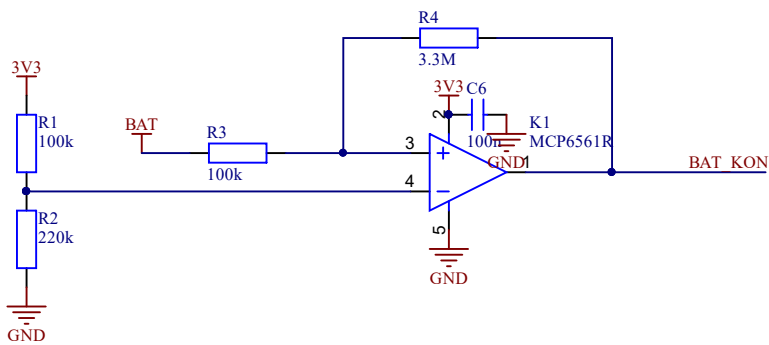 R4
3.3M
3V3
3V3
C6
R1
100k
BAT
R3
2
100n
K1
MCP6561R
3
GND
1
BAT_KON
100k
4
R2
220k
5
GND
GND